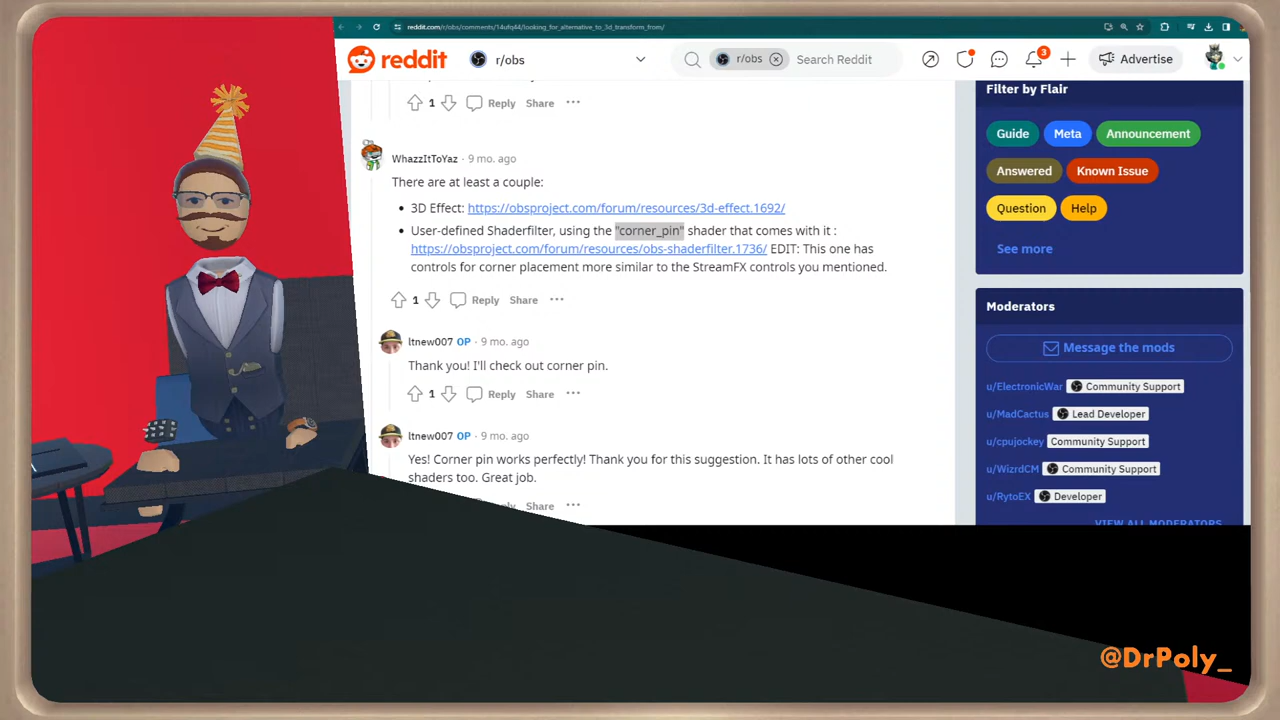 reddit.com/r/obs/comments/14ufq44/looking_for_alternative_to_3d_transform_from/
reddit
r/obs
r/obs
Search Reddit
3
Advertise
1
Reply
Share
WhazzItToYaz · 9 mo. ago
There are at least a couple:
• 3D Effect: https://obsproject.com/forum/resources/3d-effect.1692/
• User-defined Shaderfilter, using the "corner_pin" shader that comes with it :
https://obsproject.com/forum/resources/obs-shaderfilter.1736/ EDIT: This one has
controls for corner placement more similar to the StreamFX controls you mentioned.
1
Reply
Share
ltnew007 OP · 9 mo. ago
Thank you! I'll check out corner pin.
1
Reply
Share
ltnew007 OP · 9 mo. ago
Yes! Corner pin works perfectly! Thank you for this suggestion. It has lots of other cool
shaders too. Great job.
Share
Filter by Flair
Guide
Meta
Announcement
Answered
Known Issue
Question
Help
See more
Moderators
Message the mods
u/ElectronicWar Community Support
u/MadCactus Lead Developer
u/cpujockey Community Support
u/WizrdCM Community Support
u/RytoEX Developer
VIEW ALL MODERATORS
@DrPoly_